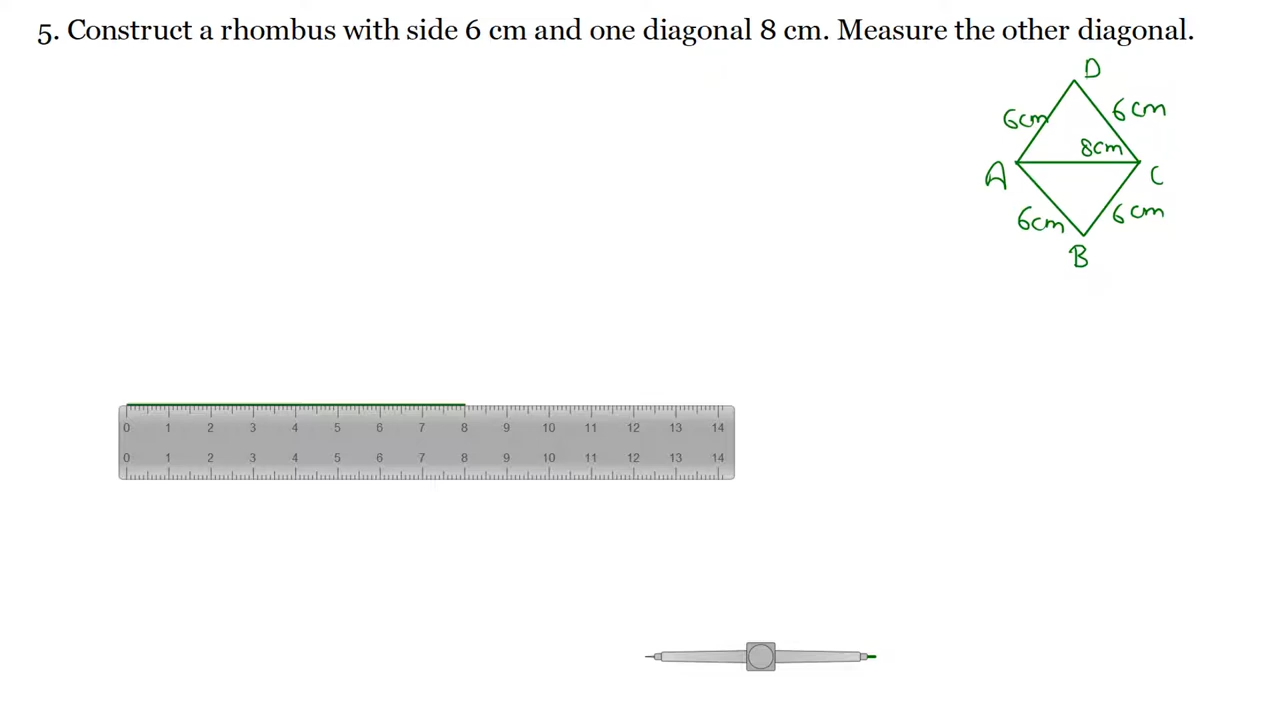 5. Construct a rhombus with side 6 cm and one diagonal 8 cm. Measure the other diagonal.
D
6cm 6cm
8cm
A C
6cm 6cm
B
0 1 2 3 4 5 6 7 8 9 10 11 12 13 14
0 1 2 3 4 5 6 7 8 9 10 11 12 13 14